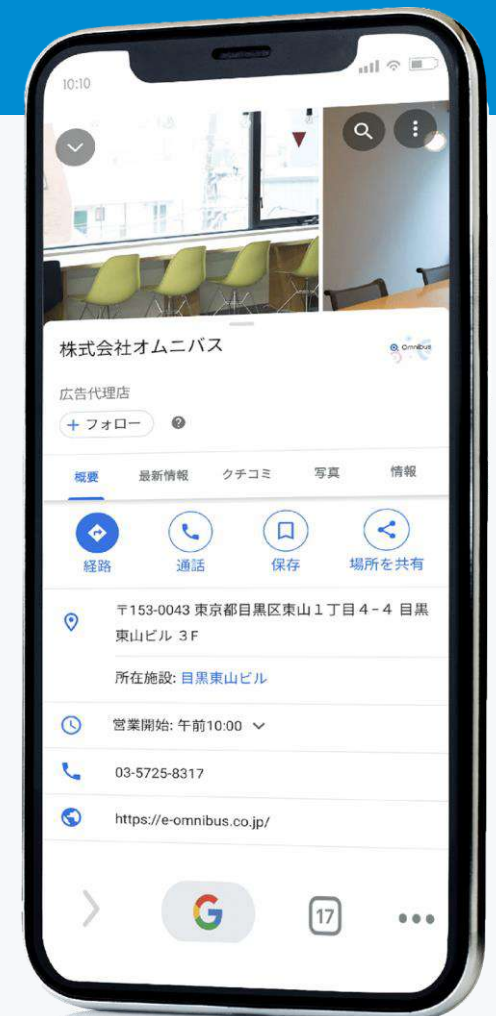 10:10
株式会社オムニバス
Omnibus
広告代理店
+ フォロー
概要 最新情報 クチコミ 写真 情報
経路 通話 保存 場所を共有
〒153-0043 東京都目黒区東山1丁目4-4 目黒
東山ビル 3F
所在施設: 目黒東山ビル
営業開始: 午前10:00
03-5725-8317
https://e-omnibus.co.jp/
G
17